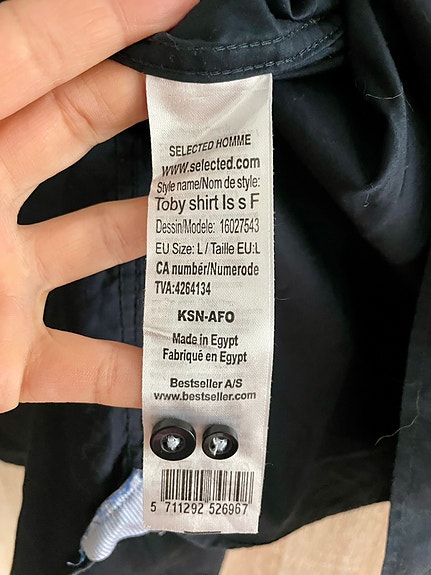 SELECTED HOMME
www.selected.com
Style name/Nom de style:
Toby shirt ls s F
Dessin/Modele: 16027543
EU Size: L / Taille EU:L
CA numbér/Numerode
TVA:4264134
KSN-AFO
Made in Egypt
Fabriqué en Egypt
Bestseller A/S
www.bestseller.com
5 711292 526967